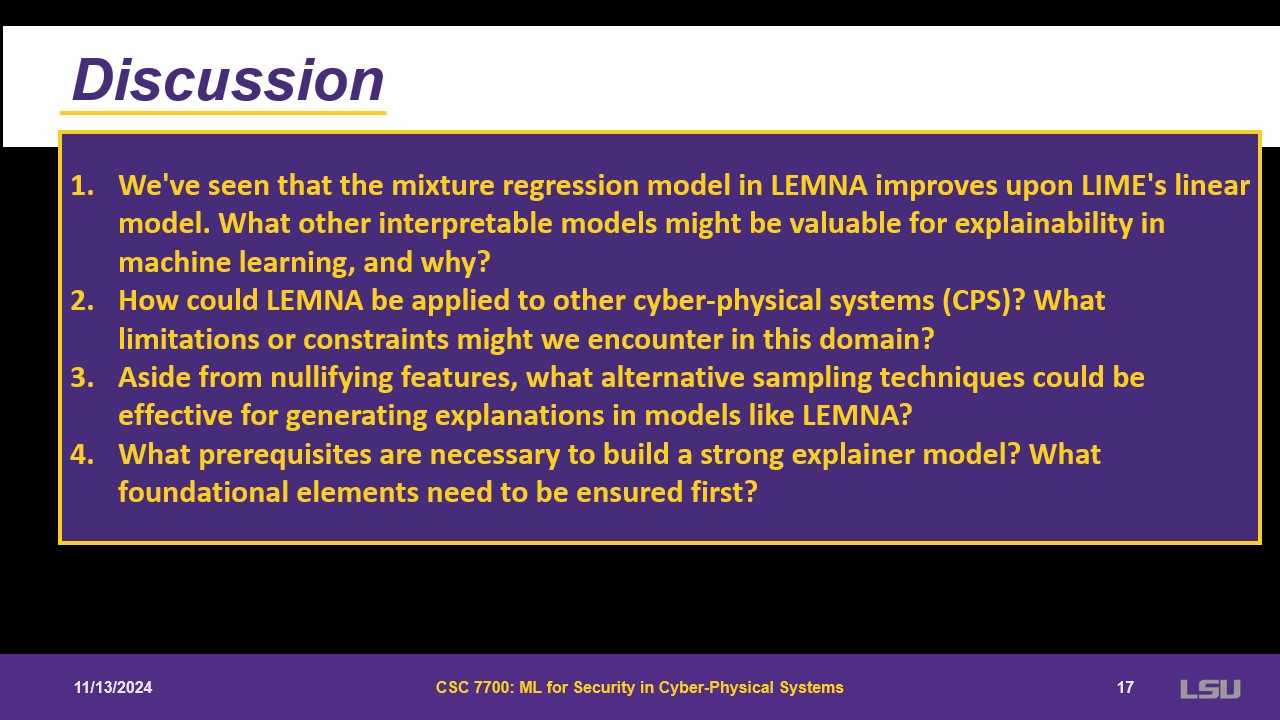 Discussion
1. We've seen that the mixture regression model in LEMNA improves upon LIME's linear
model. What other interpretable models might be valuable for explainability in
machine learning, and why?
2. How could LEMNA be applied to other cyber-physical systems (CPS)? What
limitations or constraints might we encounter in this domain?
3. Aside from nullifying features, what alternative sampling techniques could be
effective for generating explanations in models like LEMNA?
4. What prerequisites are necessary to build a strong explainer model? What
foundational elements need to be ensured first?
11/13/2024
CSC 7700: ML for Security in Cyber-Physical Systems
17
LSU